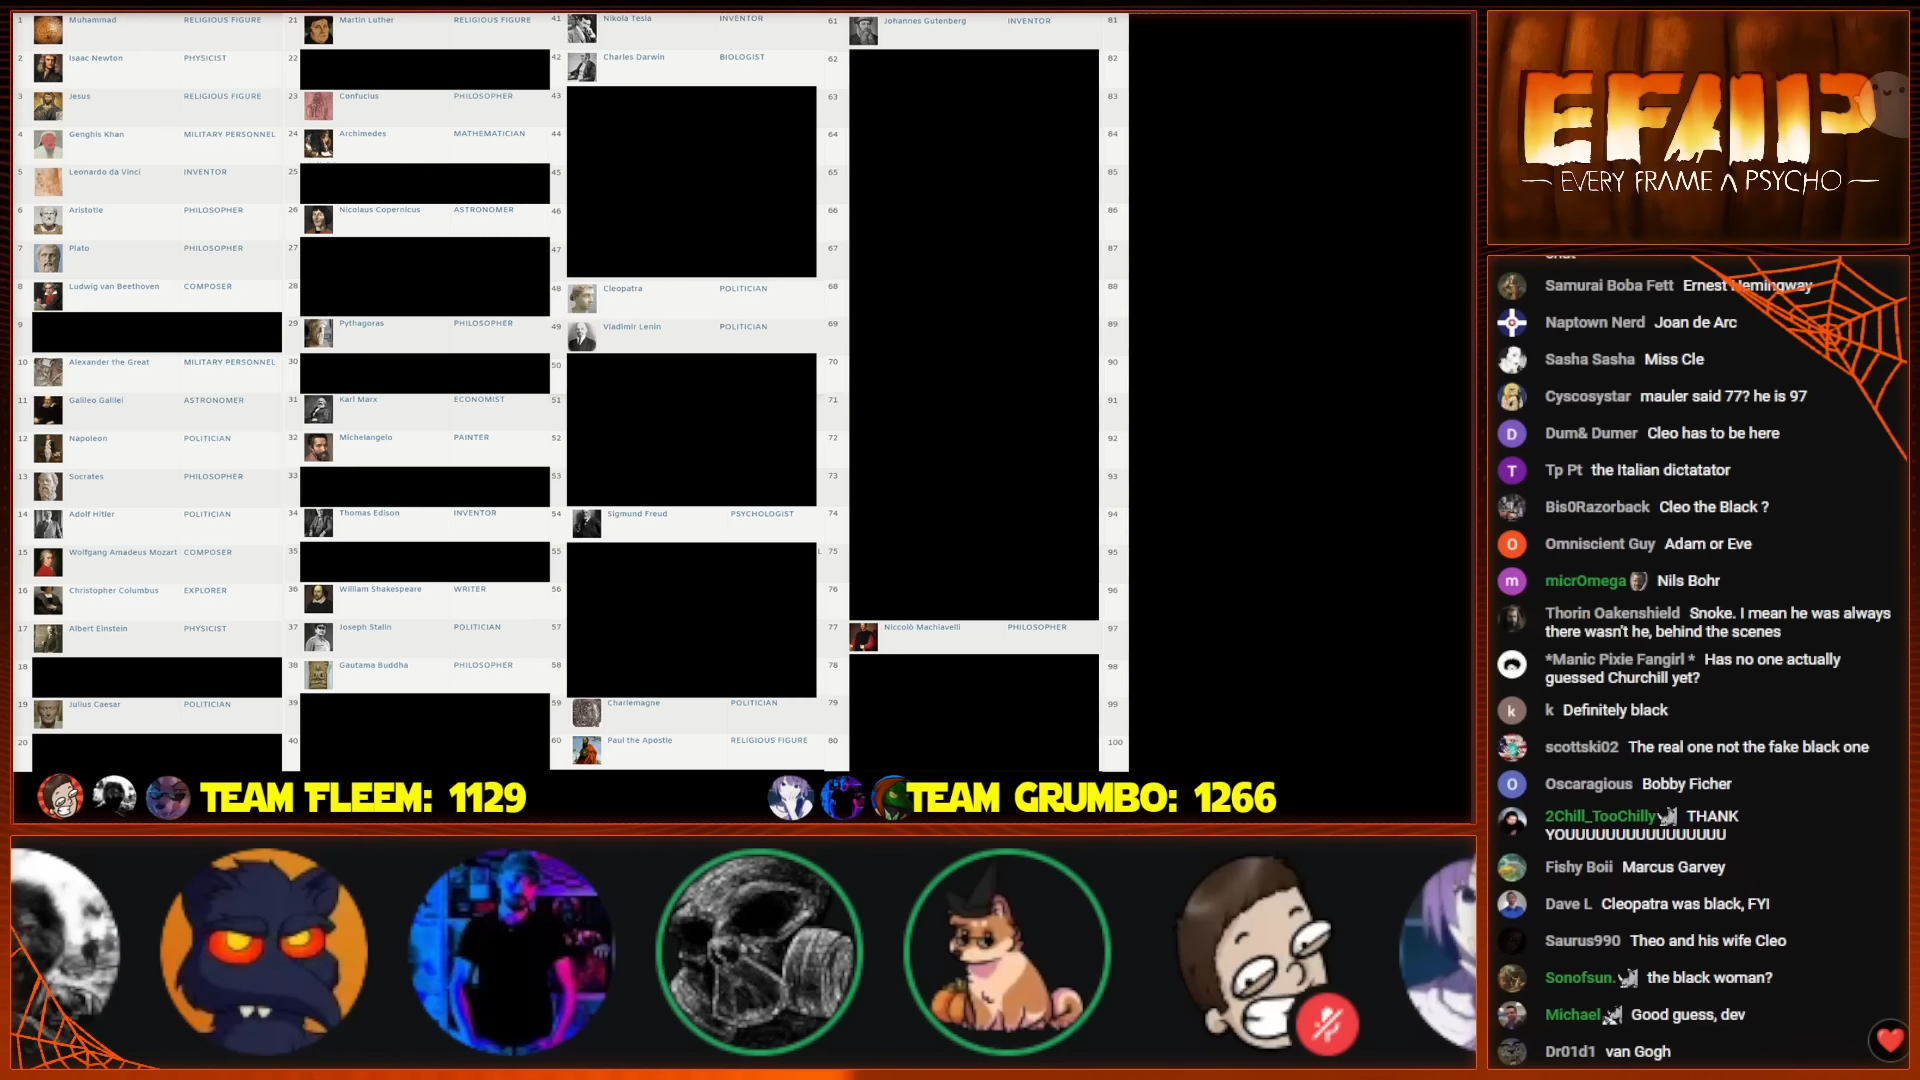 1 Muhammad RELIGIOUS FIGURE
2 Isaac Newton PHYSICIST
3 Jesus RELIGIOUS FIGURE
4 Genghis Khan MILITARY PERSONNEL
5 Leonardo da Vinci INVENTOR
6 Aristotle PHILOSOPHER
7 Plato PHILOSOPHER
8 Ludwig van Beethoven COMPOSER
9
10 Alexander the Great MILITARY PERSONNEL
11 Galileo Galilei ASTRONOMER
12 Napoleon POLITICIAN
13 Socrates PHILOSOPHER
14 Adolf Hitler POLITICIAN
15 Wolfgang Amadeus Mozart COMPOSER
16 Christopher Columbus EXPLORER
17 Albert Einstein PHYSICIST
18
19 Julius Caesar POLITICIAN
20
21 Martin Luther RELIGIOUS FIGURE
22
23 Confucius PHILOSOPHER
24 Archimedes MATHEMATICIAN
25
26 Nicolaus Copernicus ASTRONOMER
27
28
29 Pythagoras PHILOSOPHER
30
31 Karl Marx ECONOMIST
32 Michelangelo PAINTER
33
34 Thomas Edison INVENTOR
35
36 William Shakespeare WRITER
37 Joseph Stalin POLITICIAN
38 Gautama Buddha PHILOSOPHER
39
40
41 Nikola Tesla INVENTOR
42 Charles Darwin BIOLOGIST
43
44
45
46
47
48 Cleopatra POLITICIAN
49 Vladimir Lenin POLITICIAN
50
51
52
53
54 Sigmund Freud PSYCHOLOGIST
55 L
56
57
58
59 Charlemagne POLITICIAN
60 Paul the Apostle RELIGIOUS FIGURE
61 Johannes Gutenberg INVENTOR
62
63
64
65
66
67
68
69
70
71
72
73
74
75
76
77 Niccolò Machiavelli PHILOSOPHER
78
79
80
81
82
83
84
85
86
87
88
89
90
91
92
93
94
95
96
97
98
99
100
TEAM FLEEM: 1129
TEAM GRUMBO: 1266
EFAP
EVERY FRAME A PSYCHO
Samurai Boba Fett Ernest Hemingway
Naptown Nerd Joan de Arc
Sasha Sasha Miss Cle
Cyscosystar mauler said 77? he is 97
D Dum& Dumer Cleo has to be here
T Tp Pt the Italian dictatator
Bis0Razorback Cleo the Black ?
O Omniscient Guy Adam or Eve
m micrOmega Nils Bohr
Thorin Oakenshield Snoke. I mean he was always
there wasn't he, behind the scenes
*Manic Pixie Fangirl * Has no one actually
guessed Churchill yet?
k k Definitely black
scottski02 The real one not the fake black one
O Oscaragious Bobby Ficher
2Chill_TooChilly THANK
YOUUUUUUUUUUUUUUUU
Fishy Boii Marcus Garvey
Dave L Cleopatra was black, FYI
Saurus990 Theo and his wife Cleo
Sonofsun. the black woman?
Michael Good guess, dev
Dr01d1 van Gogh